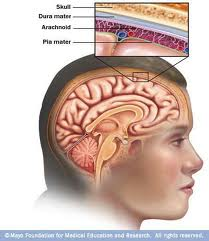 Skull
Dura mater
Arachnoid
Pia mater
© Mayo Foundation for Medical Education and Research. All rights reserved.